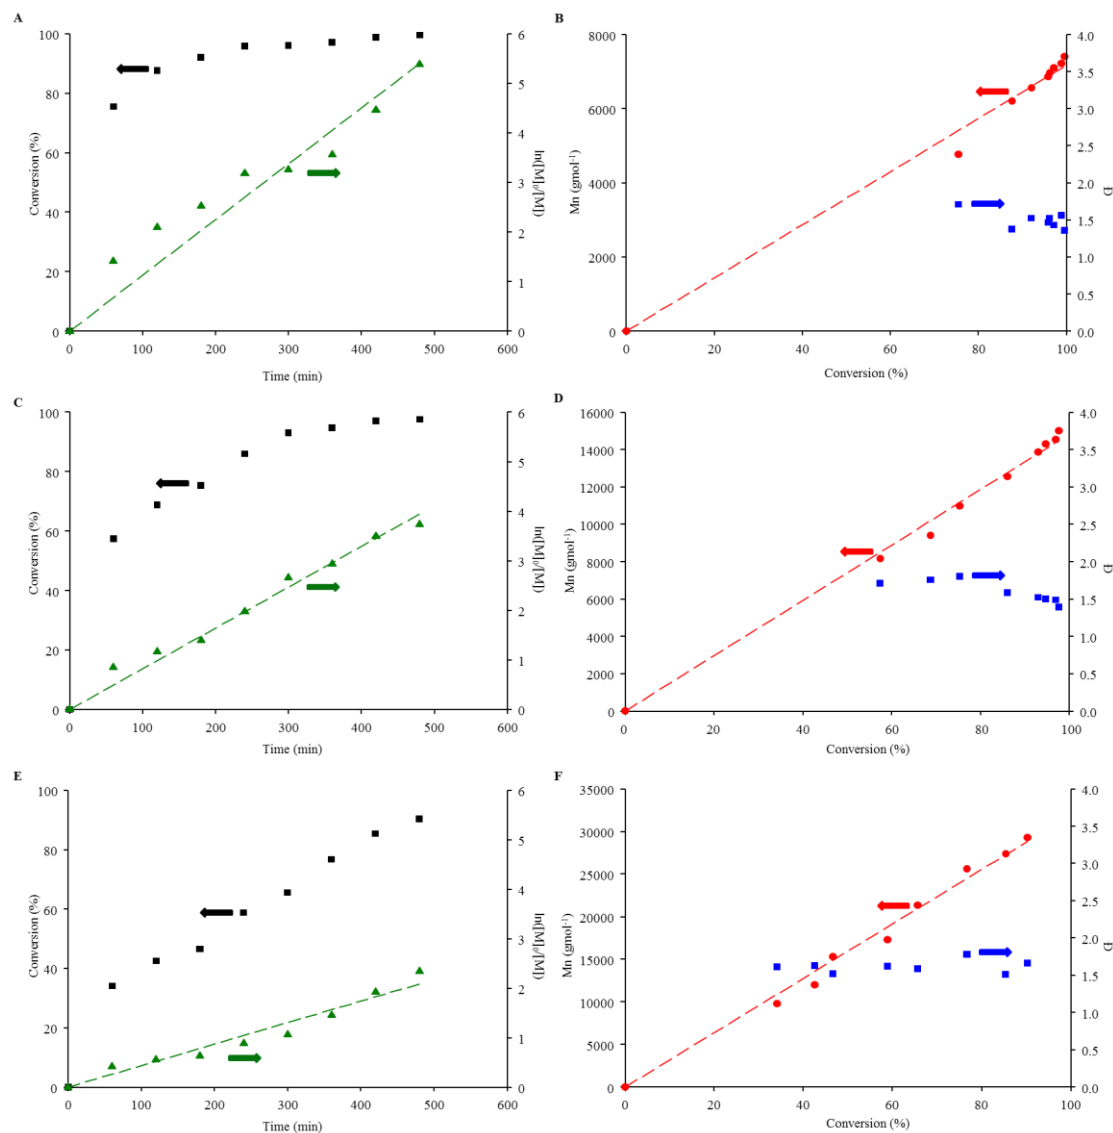 A
100
80
60
40
20
0
Conversion (%)
6
5
4
3
2
1
0
ln([M]₀/[M])
0 100 200 300 400 500 600
Time (min)
B
8000
6000
4000
2000
0
Mn (gmol⁻¹)
4.0
3.5
3.0
2.5
2.0
1.5
1.0
0.5
0.0
D
0 20 40 60 80 100
Conversion (%)
C
100
80
60
40
20
0
Conversion (%)
6
5
4
3
2
1
0
ln([M]₀/[M])
0 100 200 300 400 500 600
Time (min)
D
16000
14000
12000
10000
8000
6000
4000
2000
0
Mn (gmol⁻¹)
4.0
3.5
3.0
2.5
2.0
1.5
1.0
0.5
0.0
D
0 20 40 60 80 100
Conversion (%)
E
100
80
60
40
20
0
Conversion (%)
6
5
4
3
2
1
0
ln([M]₀/[M])
0 100 200 300 400 500 600
Time (min)
F
35000
30000
25000
20000
15000
10000
5000
0
Mn (gmol⁻¹)
4.0
3.5
3.0
2.5
2.0
1.5
1.0
0.5
0.0
D
0 20 40 60 80 100
Conversion (%)